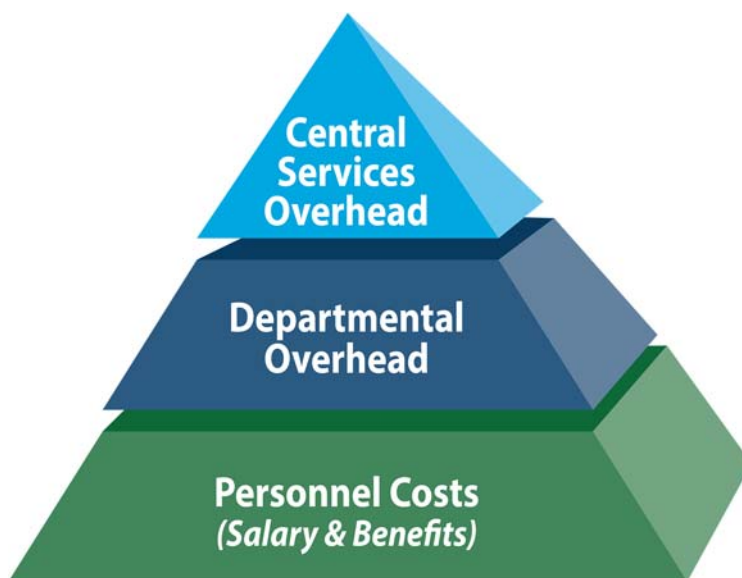 Central
Services
Overhead
Departmental
Overhead
Personnel Costs
(Salary & Benefits)